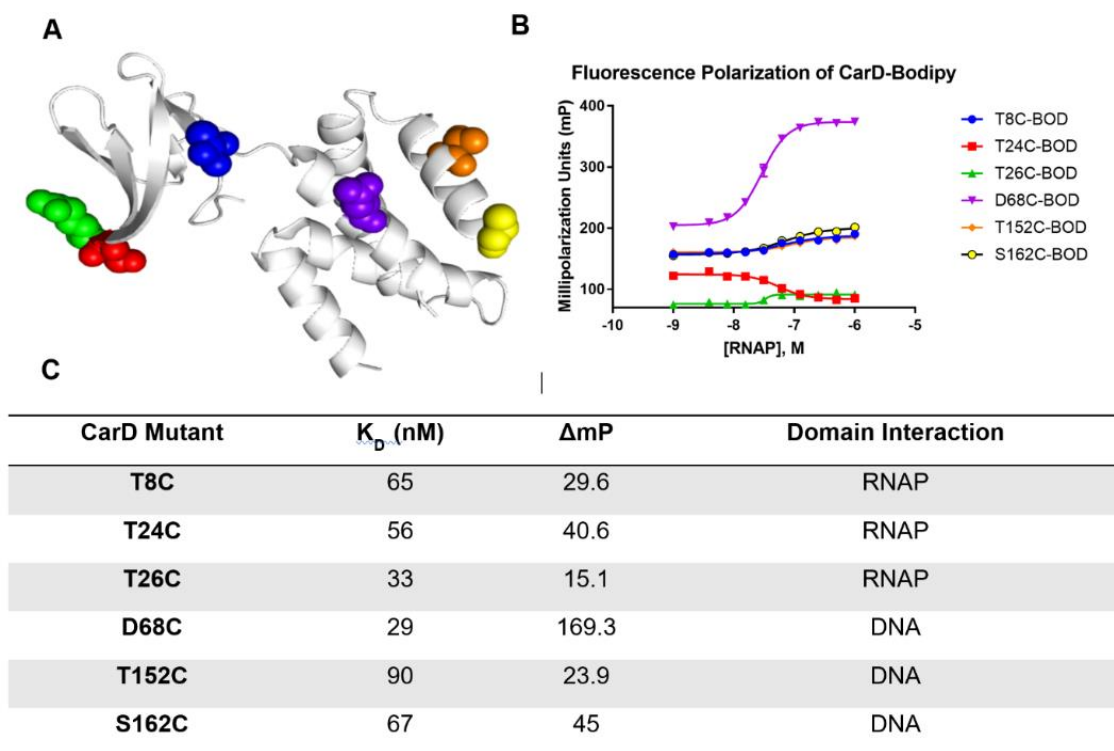 A
B
Fluorescence Polarization of CarD-Bodipy
Millipolarization Units (mP)
400
300
200
100
-10 -9 -8 -7 -6 -5
[RNAP], M
T8C-BOD
T24C-BOD
T26C-BOD
D68C-BOD
T152C-BOD
S162C-BOD
C
CarD Mutant K_D (nM) ΔmP Domain Interaction
T8C 65 29.6 RNAP
T24C 56 40.6 RNAP
T26C 33 15.1 RNAP
D68C 29 169.3 DNA
T152C 90 23.9 DNA
S162C 67 45 DNA